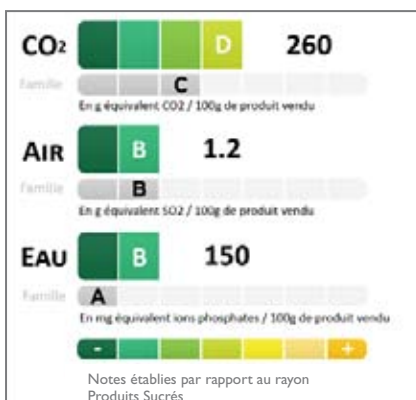 CO2 D 260
Famille C
En g équivalent CO2 / 100g de produit vendu
AIR B 1.2
Famille B
En g équivalent SO2 / 100g de produit vendu
EAU B 150
Famille A
En mg équivalent ions phosphates / 100g de produit vendu
- +
Notes établies par rapport au rayon
Produits Sucrés